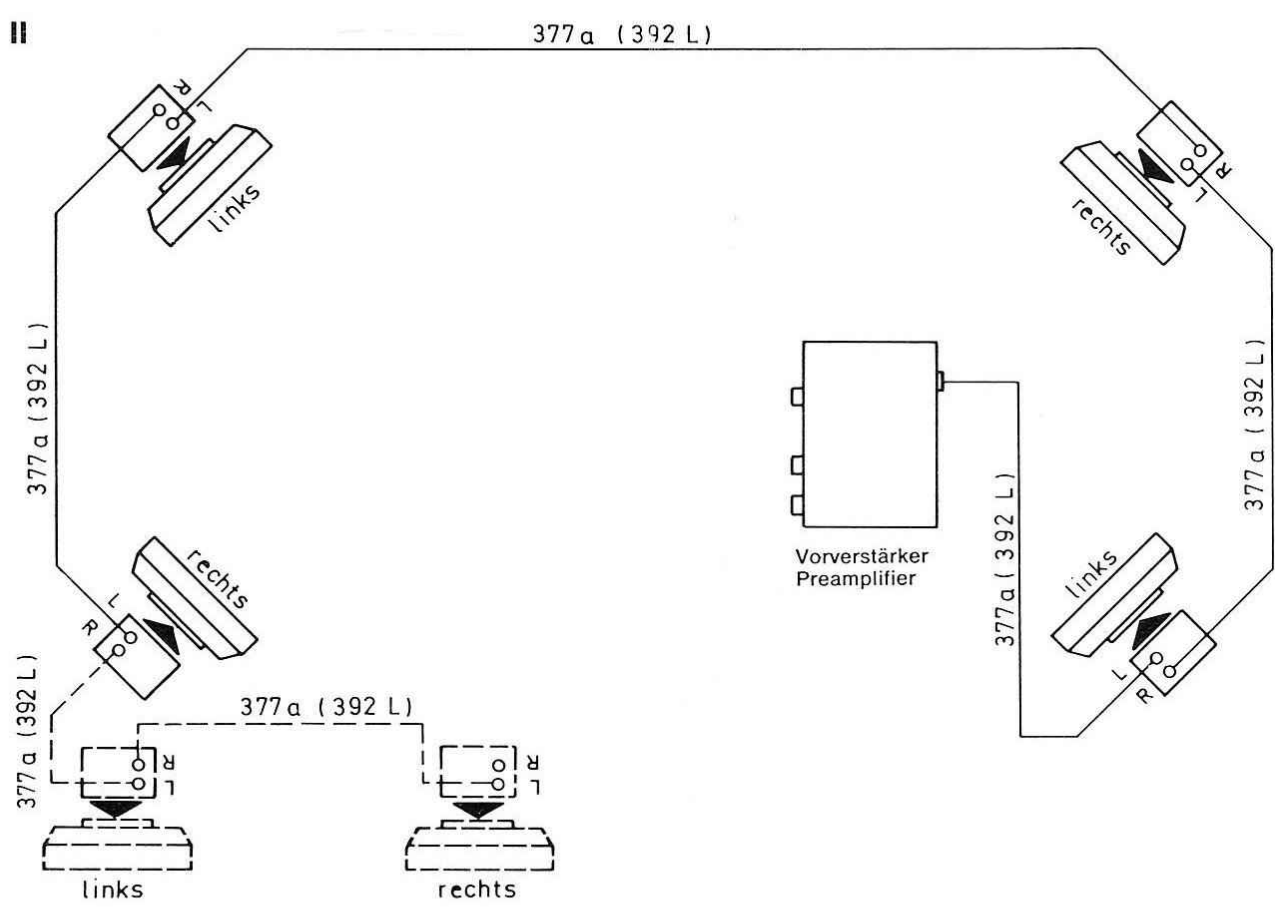 II
377a (392 L)
R
L
links
R
L
rechts
377a (392 L)
377a (392 L)
Vorverstärker
Preamplifier
377a (392 L)
rechts
L
R
links
L
R
377a (392 L)
377a (392 L)
R
L
links
R
L
rechts